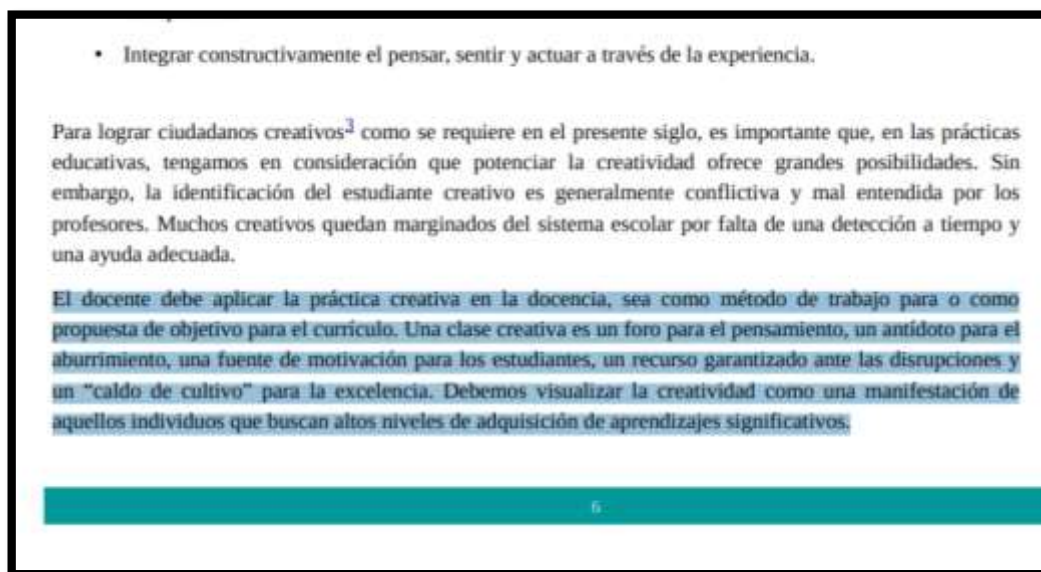 • Integrar constructivamente el pensar, sentir y actuar a través de la experiencia.
Para lograr ciudadanos creativos3 como se requiere en el presente siglo, es importante que, en las prácticas
educativas, tengamos en consideración que potenciar la creatividad ofrece grandes posibilidades. Sin
embargo, la identificación del estudiante creativo es generalmente conflictiva y mal entendida por los
profesores. Muchos creativos quedan marginados del sistema escolar por falta de una detección a tiempo y
una ayuda adecuada.
El docente debe aplicar la práctica creativa en la docencia, sea como método de trabajo para o como
propuesta de objetivo para el currículo. Una clase creativa es un foro para el pensamiento, un antídoto para el
aburrimiento, una fuente de motivación para los estudiantes, un recurso garantizado ante las disrupciones y
un “caldo de cultivo” para la excelencia. Debemos visualizar la creatividad como una manifestación de
aquellos individuos que buscan altos niveles de adquisición de aprendizajes significativos.
6